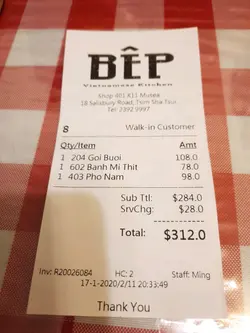 BÊP
Vietnamese Kitchen
Shop 401 K11 Musea
18 Salisbury Road, Tsim Sha Tsui
Tel 2392 9997
8 Walk-in Customer
Qty/Item Amt
1 204 Goi Buoi 108.0
1 602 Banh Mi Thit 78.0
1 403 Pho Nam 98.0
Sub Ttl: $284.0
SrvChg: $28.0
Total: $312.0
Inv: R20026084 HC: 2 Staff: Ming
17-1-2020/2/11 20:33:49
Thank You